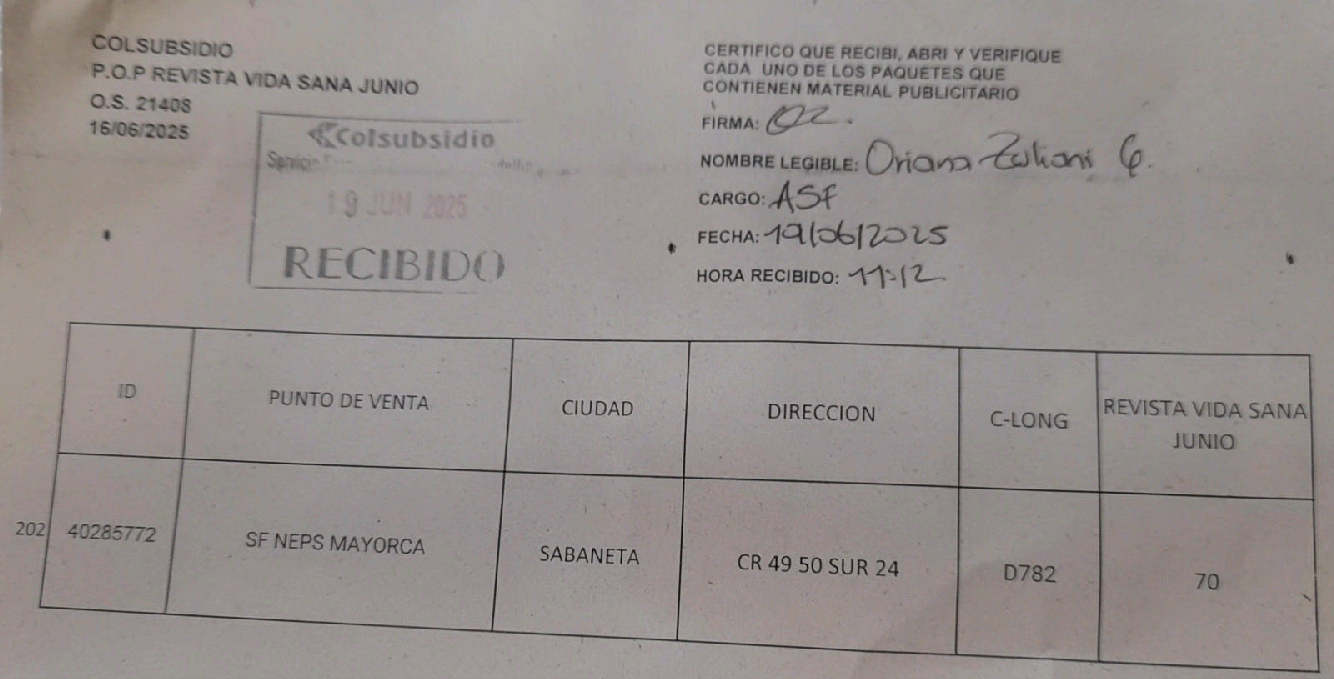 COLSUBSIDIO
P.O.P REVISTA VIDA SANA JUNIO
O.S. 21408
16/06/2025
Colsubsidio
Servicio
19 JUN 2025
RECIBIDO
CERTIFICO QUE RECIBI, ABRI Y VERIFIQUE
CADA UNO DE LOS PAQUETES QUE
CONTIENEN MATERIAL PUBLICITARIO
FIRMA:
NOMBRE LEGIBLE: Oriana
CARGO: ASF
FECHA: 19/06/2025
HORA RECIBIDO: 11:12
ID PUNTO DE VENTA CIUDAD DIRECCION C-LONG REVISTA VIDA SANA
JUNIO
202 40285772 SF NEPS MAYORCA SABANETA CR 49 50 SUR 24 D782 70